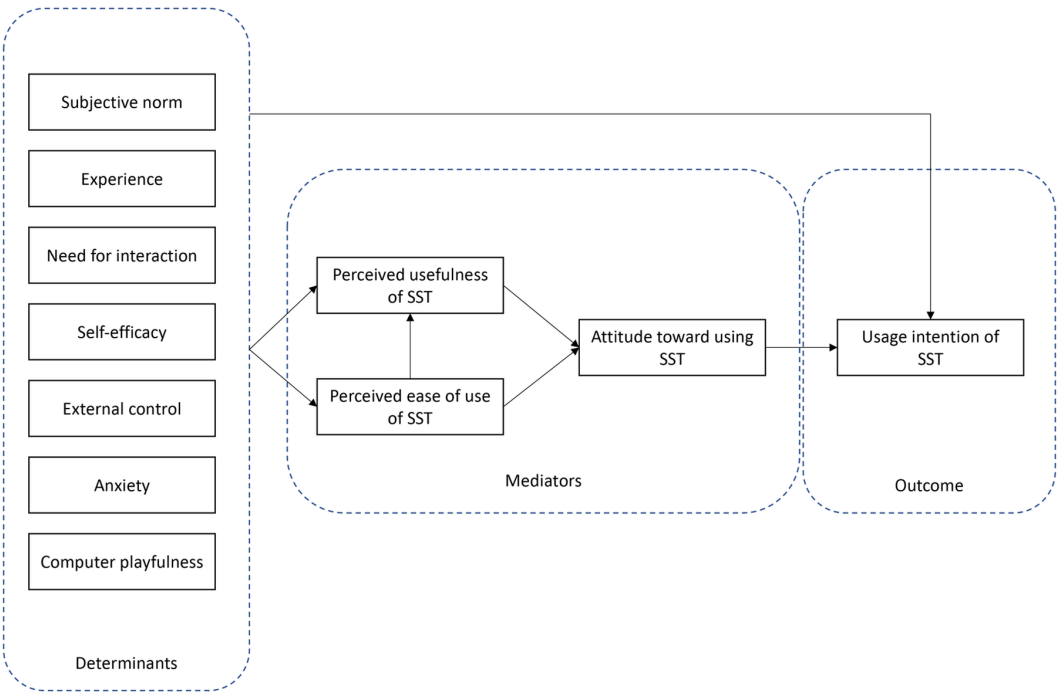 Subjective norm
Experience
Need for interaction
Self-efficacy
External control
Anxiety
Computer playfulness
Determinants
Perceived usefulness
of SST
Perceived ease of use
of SST
Attitude toward using
SST
Mediators
Usage intention of
SST
Outcome